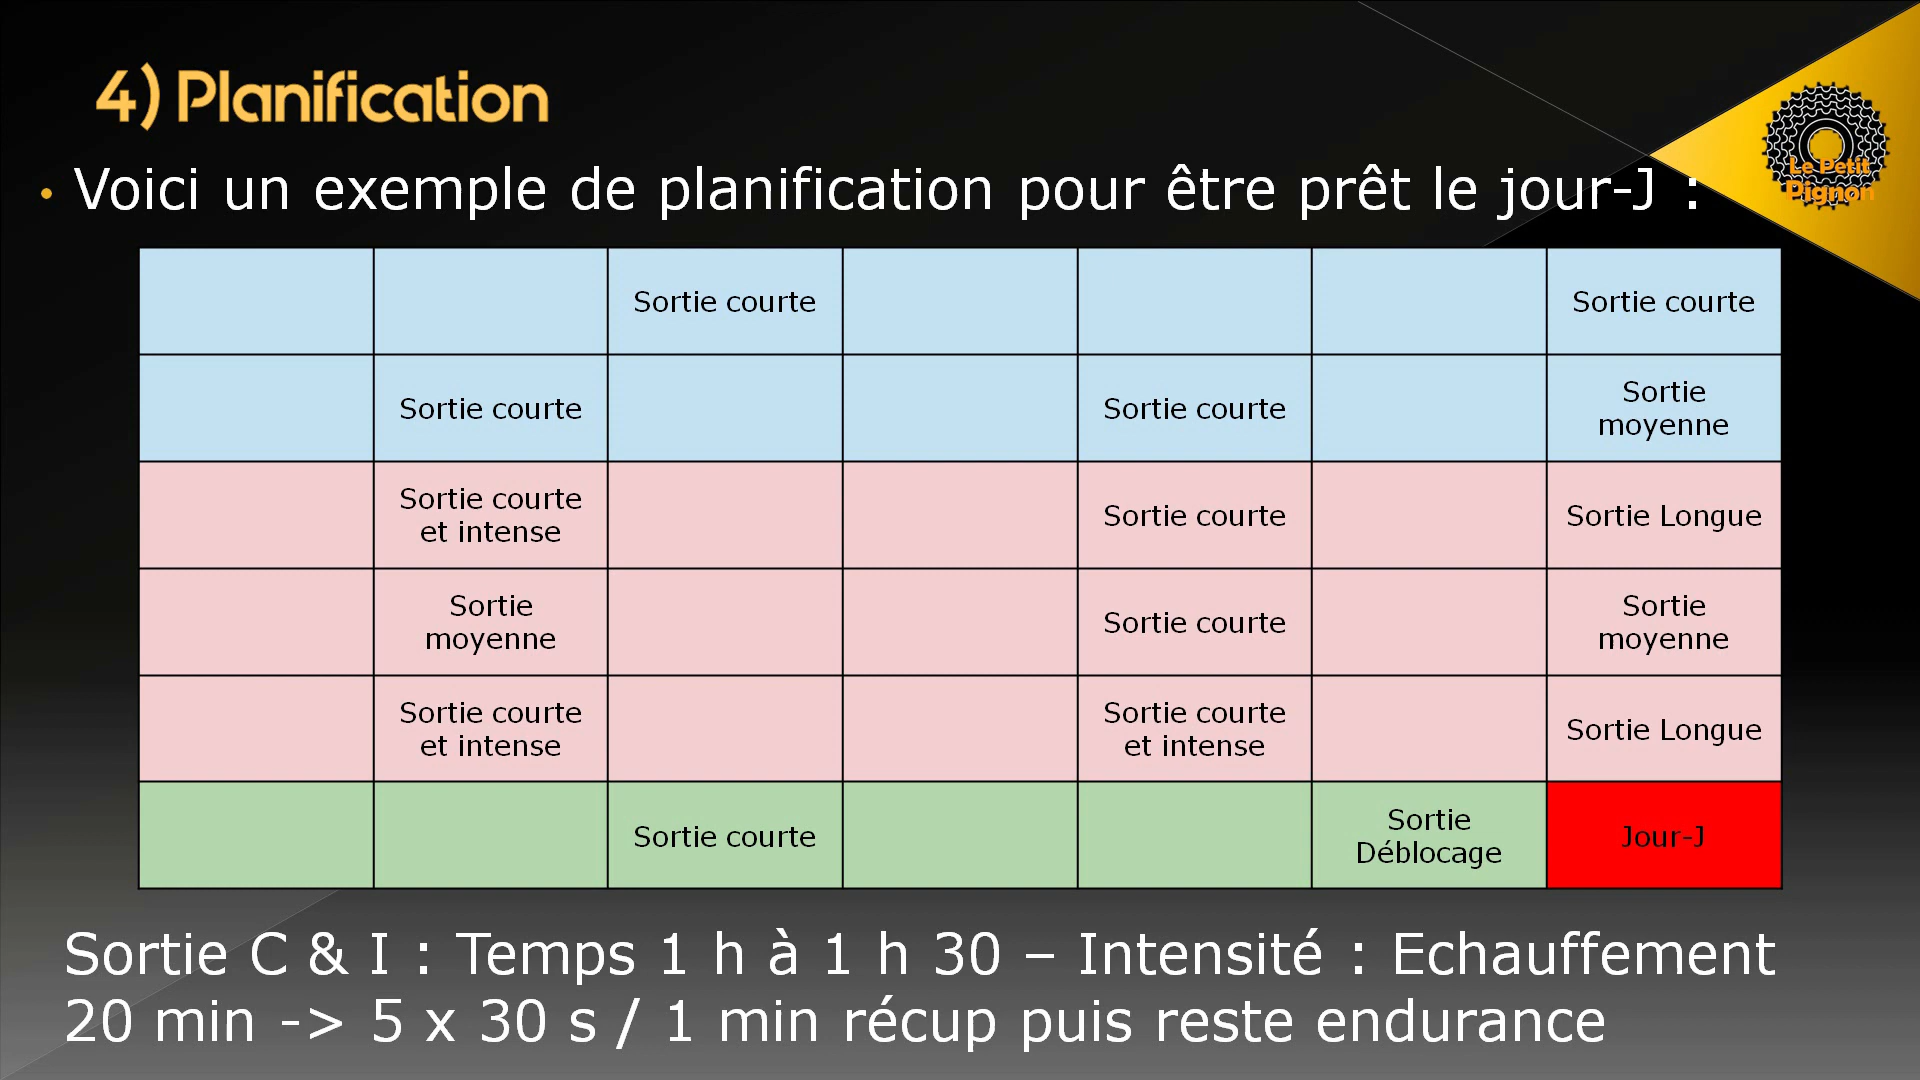 4) Planification
Le Petit
Pignon
• Voici un exemple de planification pour être prêt le jour-J :
Sortie courte
Sortie courte
Sortie courte
Sortie courte
Sortie
moyenne
Sortie courte
et intense
Sortie courte
Sortie Longue
Sortie
moyenne
Sortie courte
Sortie
moyenne
Sortie courte
et intense
Sortie courte
et intense
Sortie Longue
Sortie courte
Sortie
Déblocage
Jour-J
Sortie C & I : Temps 1 h à 1 h 30 – Intensité : Echauffement
20 min -> 5 x 30 s / 1 min récup puis reste endurance